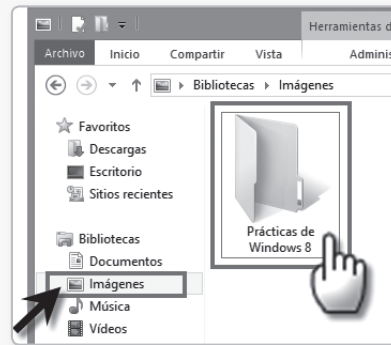 Herramientas d
Archivo Inicio Compartir Vista Adminis
Bibliotecas Imágenes
Favoritos
Descargas
Escritorio
Sitios recientes
Bibliotecas
Documentos
Imágenes
Música
Vídeos
Prácticas de
Windows 8